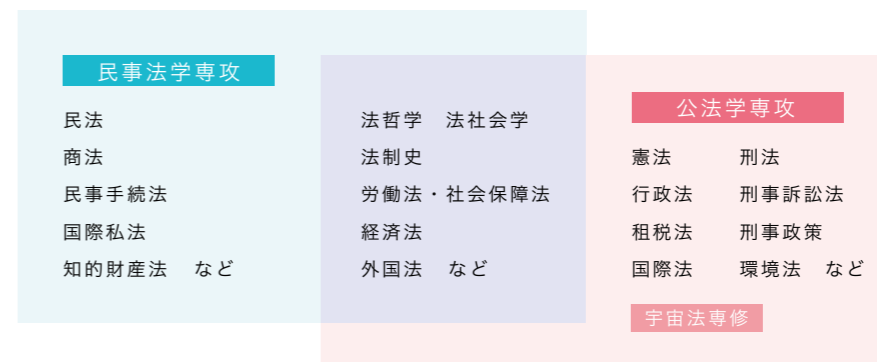 民事法学専攻
民法
商法
民事手続法
国際私法
知的財産法 など
法哲学 法社会学
法制史
労働法・社会保障法
経済法
外国法 など
公法学専攻
憲法 刑法
行政法 刑事訴訟法
租税法 刑事政策
国際法 環境法 など
宇宙法専修